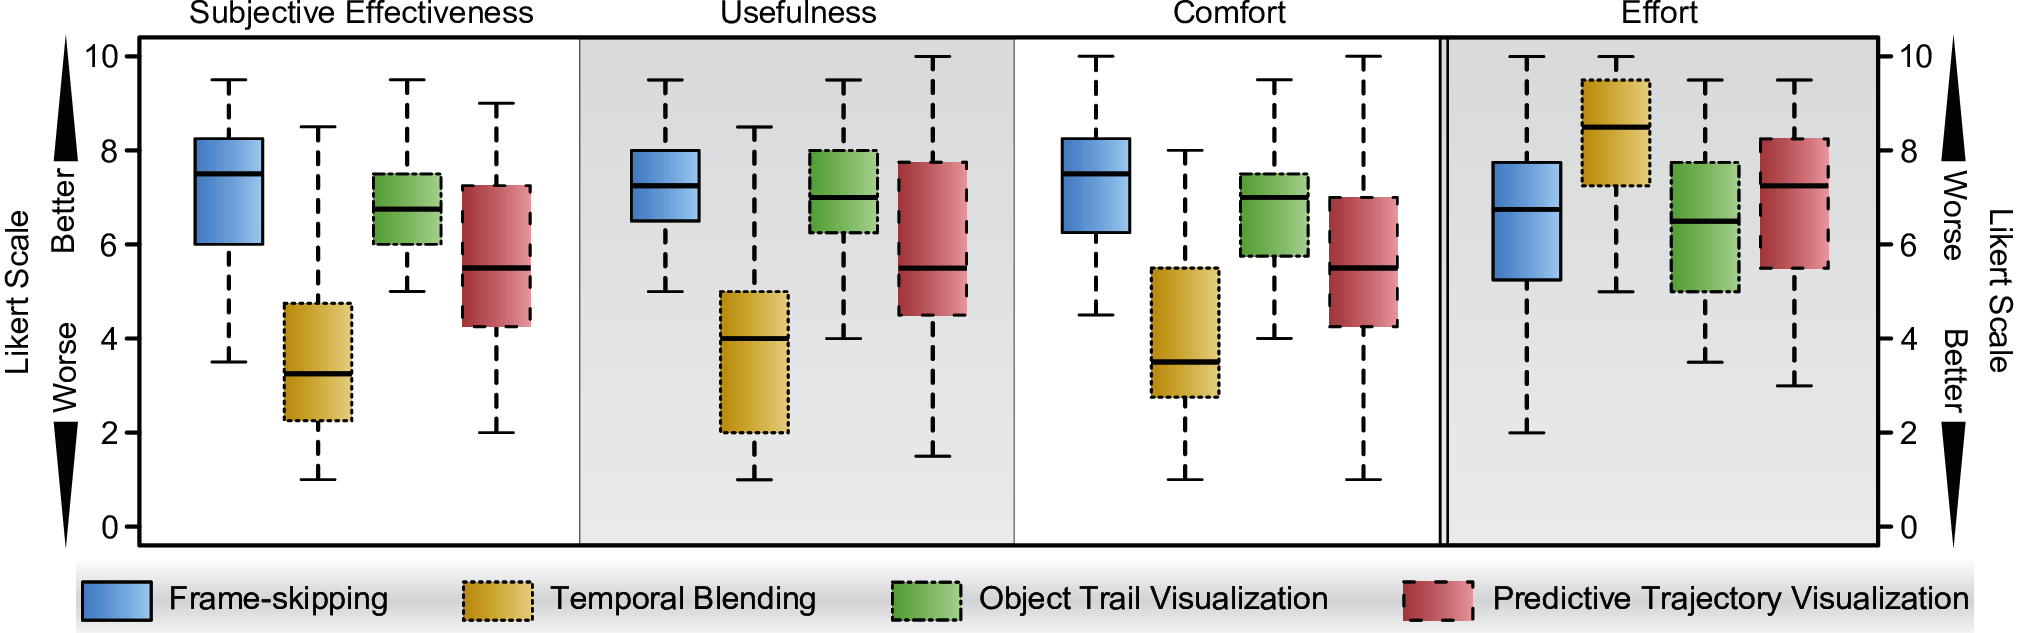 Subjective Effectiveness Usefulness Comfort Effort
Likert Scale
Worse Better
10
8
6
4
2
0
10
8
6
4
2
0
Worse Better
Likert Scale
Frame-skipping Temporal Blending Object Trail Visualization Predictive Trajectory Visualization